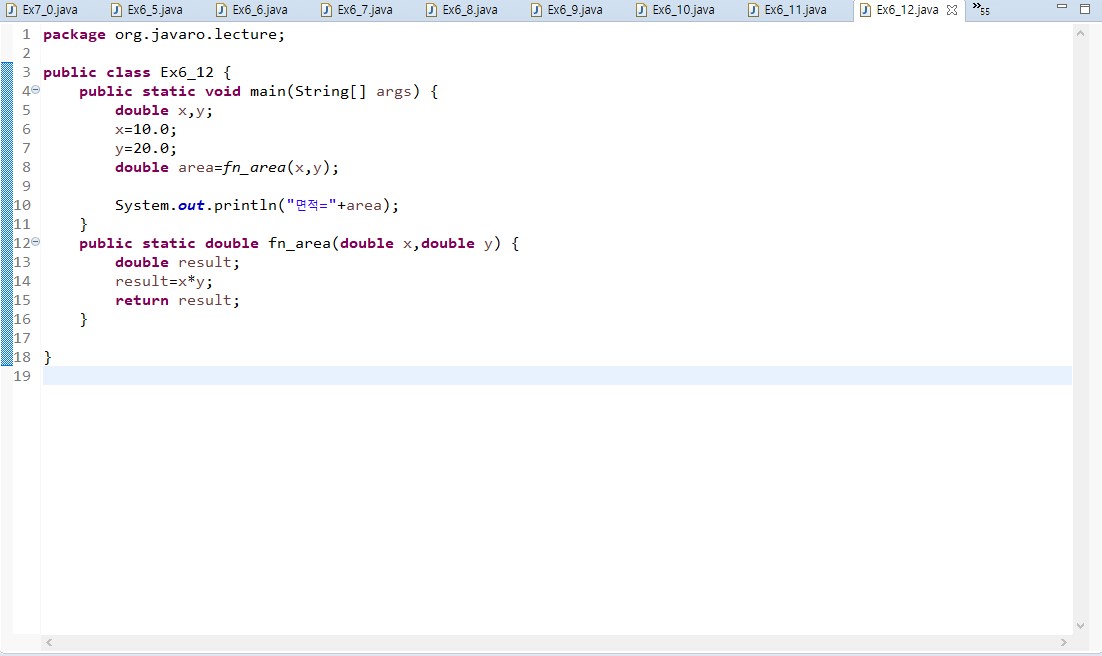 Ex7_0.java Ex6_5.java Ex6_6.java Ex6_7.java Ex6_8.java Ex6_9.java Ex6_10.java Ex6_11.java Ex6_12.java »55
1 package org.javaro.lecture;
2
3 public class Ex6_12 {
4 public static void main(String[] args) {
5 double x,y;
6 x=10.0;
7 y=20.0;
8 double area=fn_area(x,y);
9
10 System.out.println("면적="+area);
11 }
12 public static double fn_area(double x,double y) {
13 double result;
14 result=x*y;
15 return result;
16 }
17
18 }
19